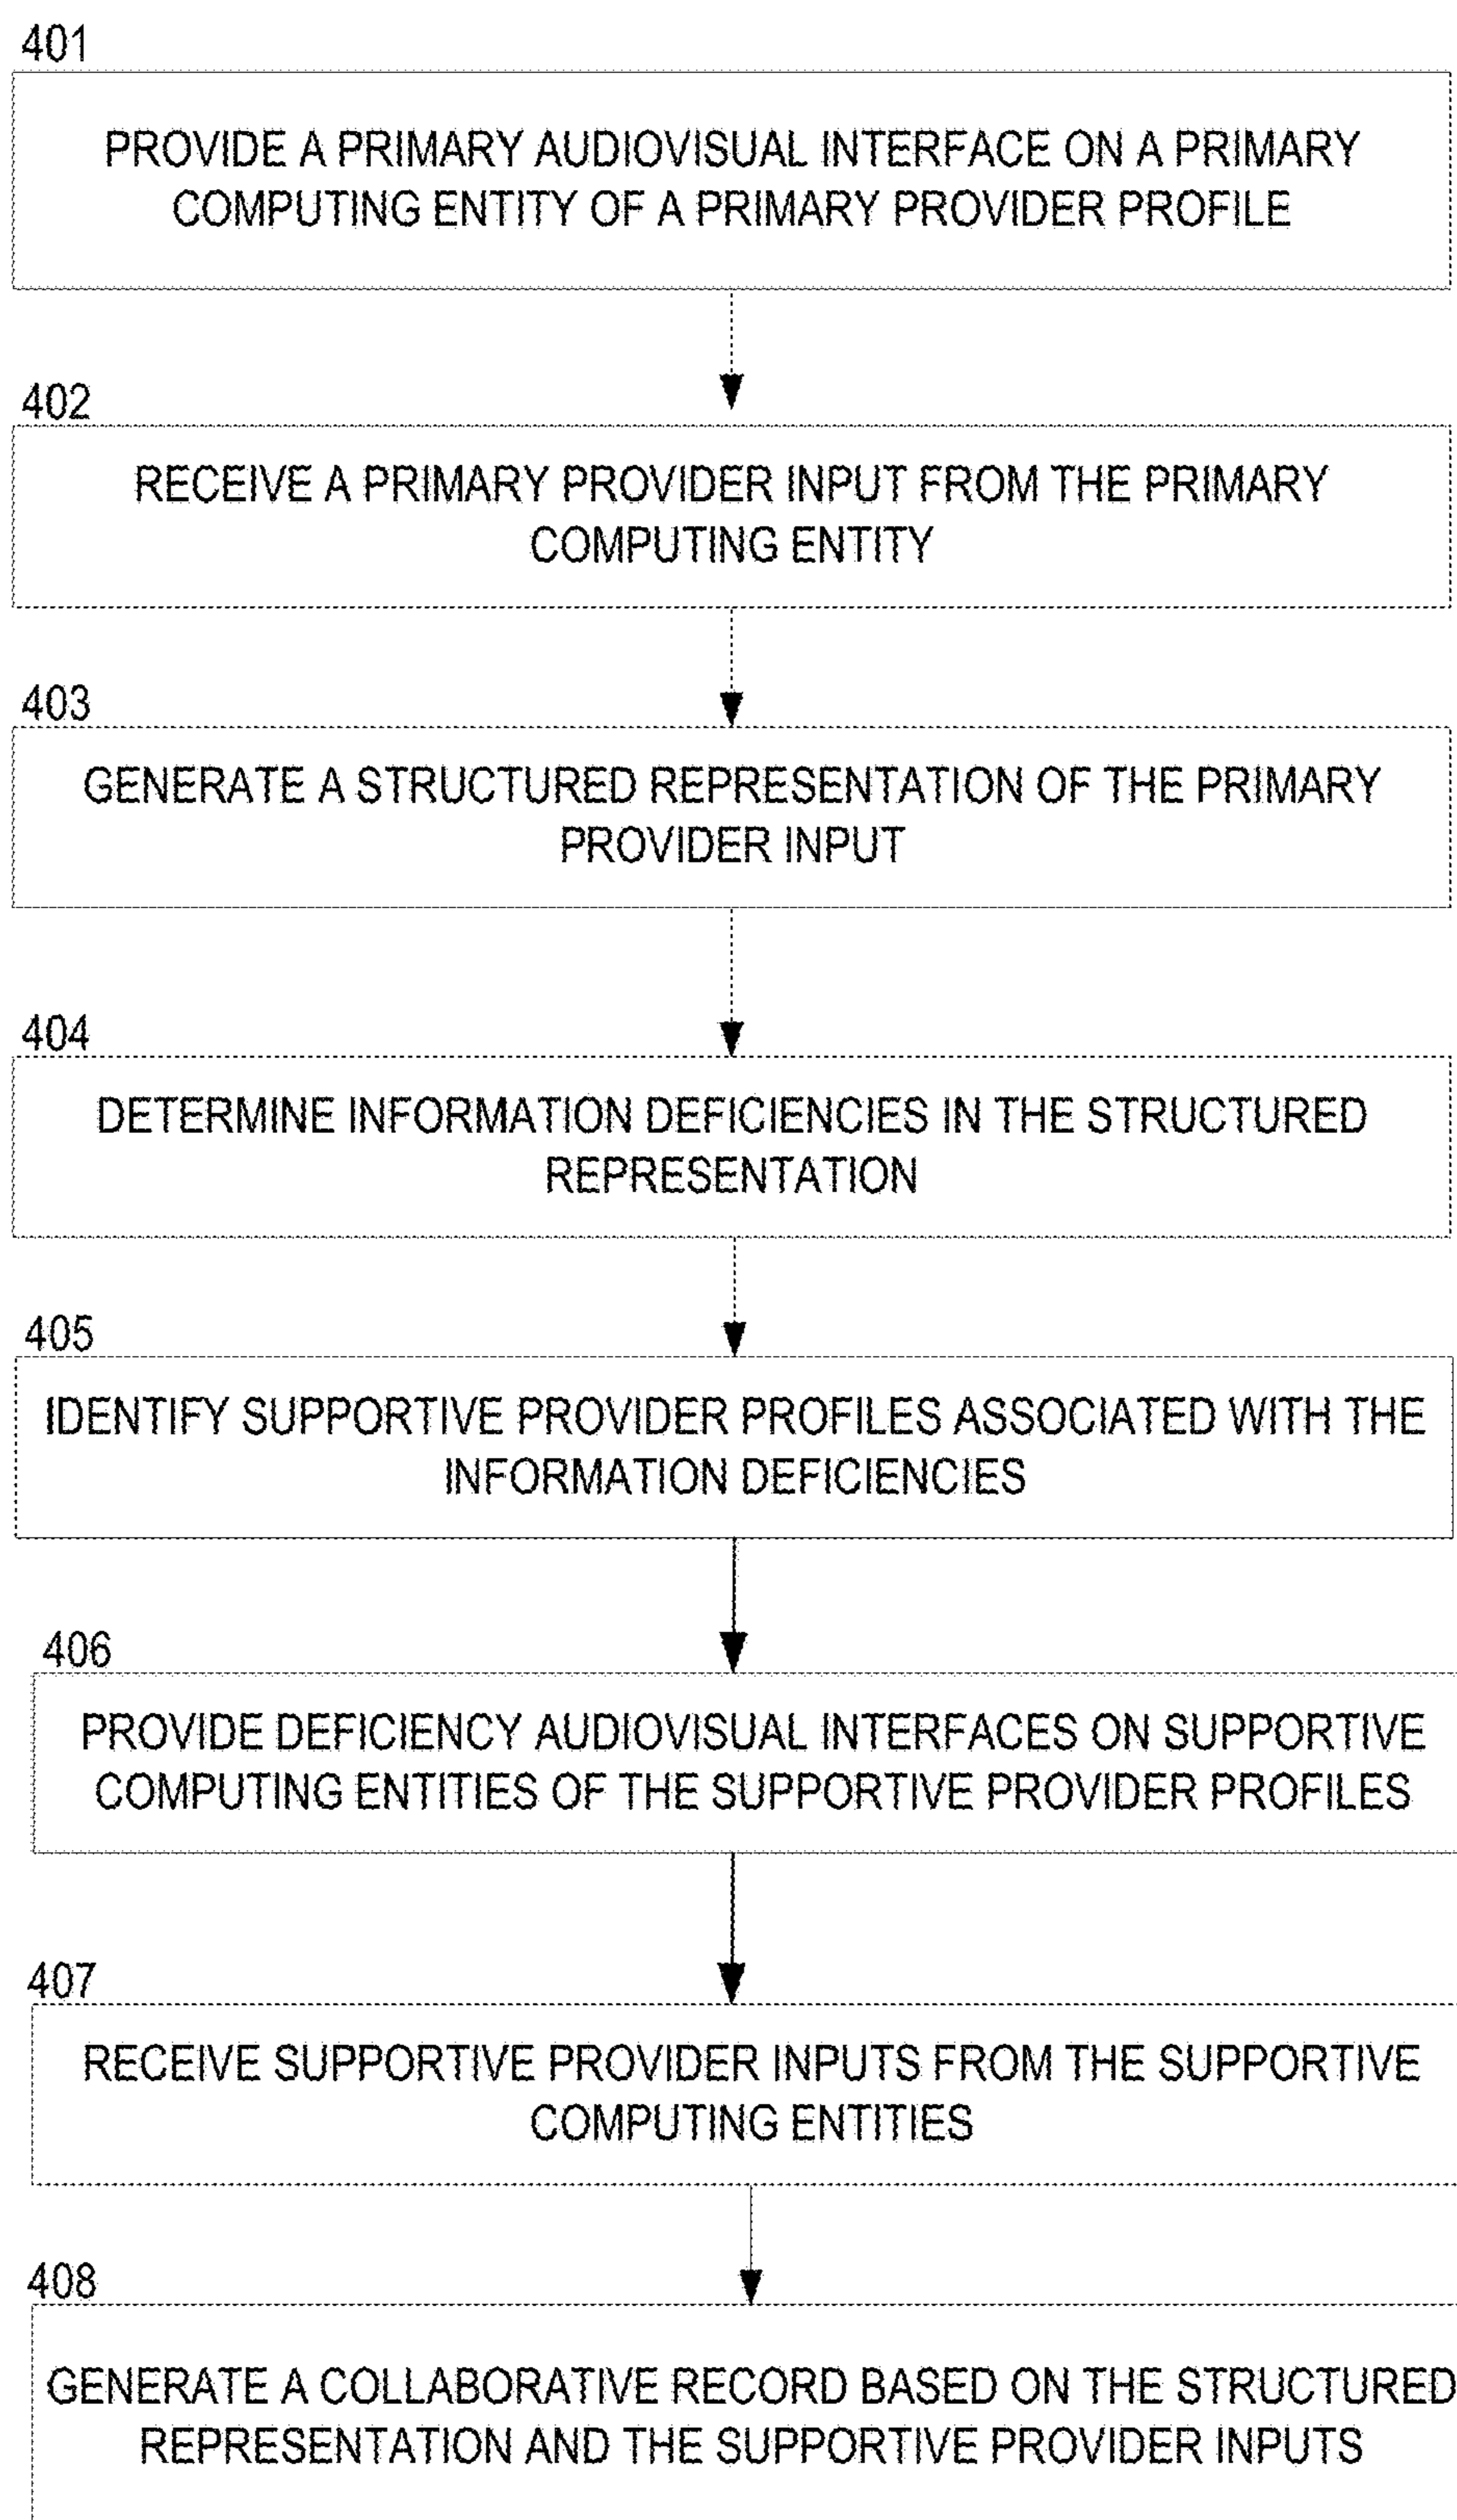 401
PROVIDE A PRIMARY AUDIOVISUAL INTERFACE ON A PRIMARY
COMPUTING ENTITY OF A PRIMARY PROVIDER PROFILE
402
RECEIVE A PRIMARY PROVIDER INPUT FROM THE PRIMARY
COMPUTING ENTITY
403
GENERATE A STRUCTURED REPRESENTATION OF THE PRIMARY
PROVIDER INPUT
404
DETERMINE INFORMATION DEFICIENCIES IN THE STRUCTURED
REPRESENTATION
405
IDENTIFY SUPPORTIVE PROVIDER PROFILES ASSOCIATED WITH THE
INFORMATION DEFICIENCIES
406
PROVIDE DEFICIENCY AUDIOVISUAL INTERFACES ON SUPPORTIVE
COMPUTING ENTITIES OF THE SUPPORTIVE PROVIDER PROFILES
407
RECEIVE SUPPORTIVE PROVIDER INPUTS FROM THE SUPPORTIVE
COMPUTING ENTITIES
408
GENERATE A COLLABORATIVE RECORD BASED ON THE STRUCTURED
REPRESENTATION AND THE SUPPORTIVE PROVIDER INPUTS